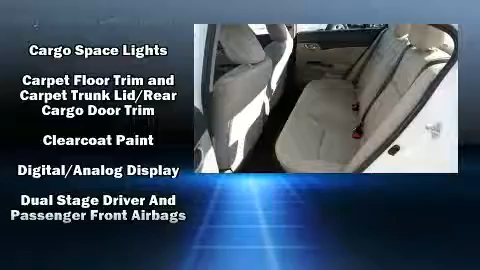 Cargo Space Lights
Carpet Floor Trim and
Carpet Trunk Lid/Rear
Cargo Door Trim
Clearcoat Paint
Digital/Analog Display
Dual Stage Driver And
Passenger Front Airbags